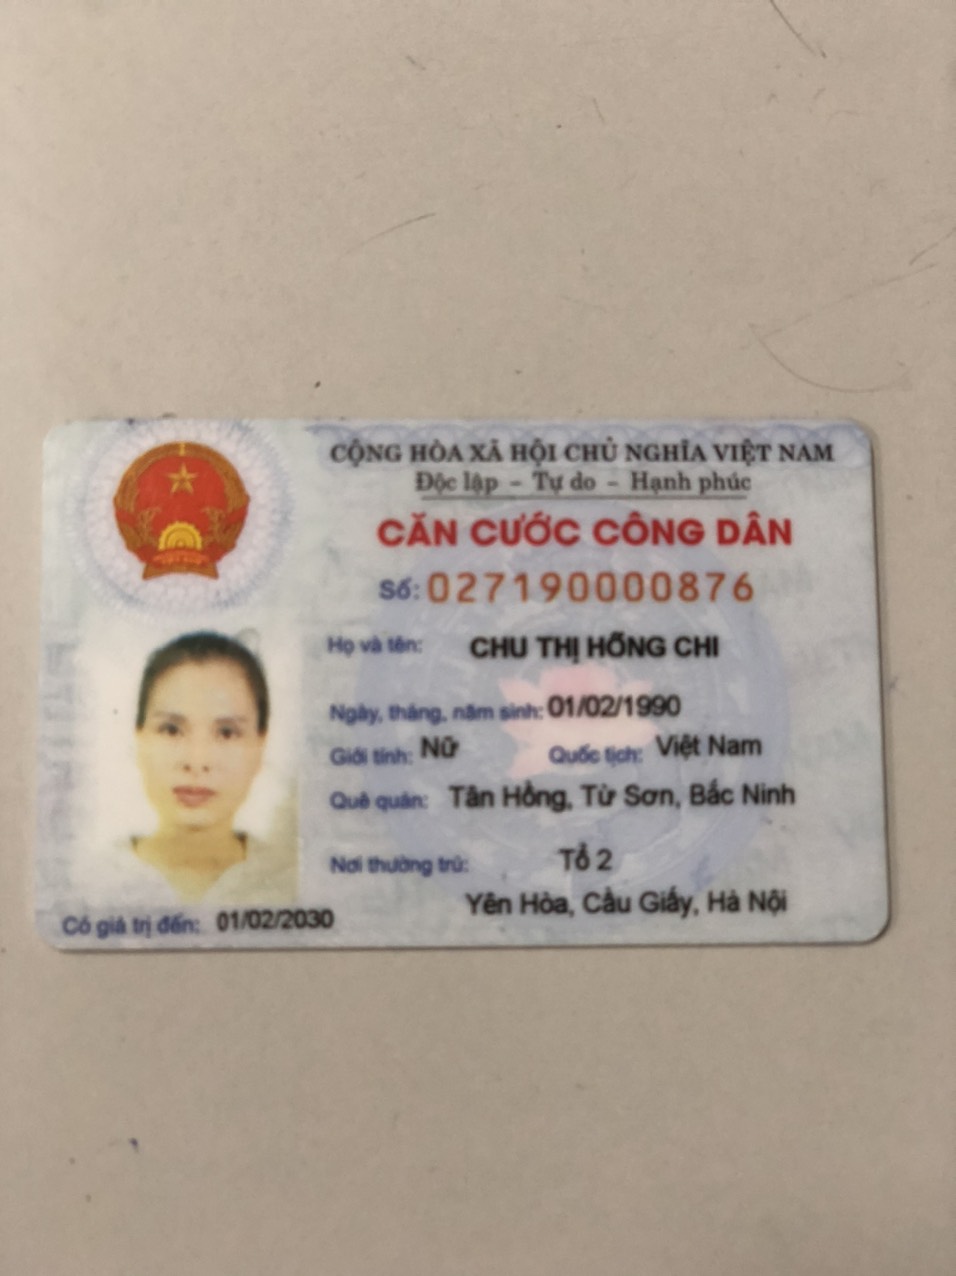 CỘNG HÒA XÃ HỘI CHỦ NGHĨA VIỆT NAM
Độc lập - Tự do - Hạnh phúc
CĂN CƯỚC CÔNG DÂN
Số: 027190000876
Họ và tên: CHU THỊ HỒNG CHI
Ngày, tháng, năm sinh: 01/02/1990
Giới tính: Nữ Quốc tịch: Việt Nam
Quê quán: Tân Hồng, Từ Sơn, Bắc Ninh
Nơi thường trú: Tổ 2
Yên Hòa, Cầu Giấy, Hà Nội
Có giá trị đến: 01/02/2030